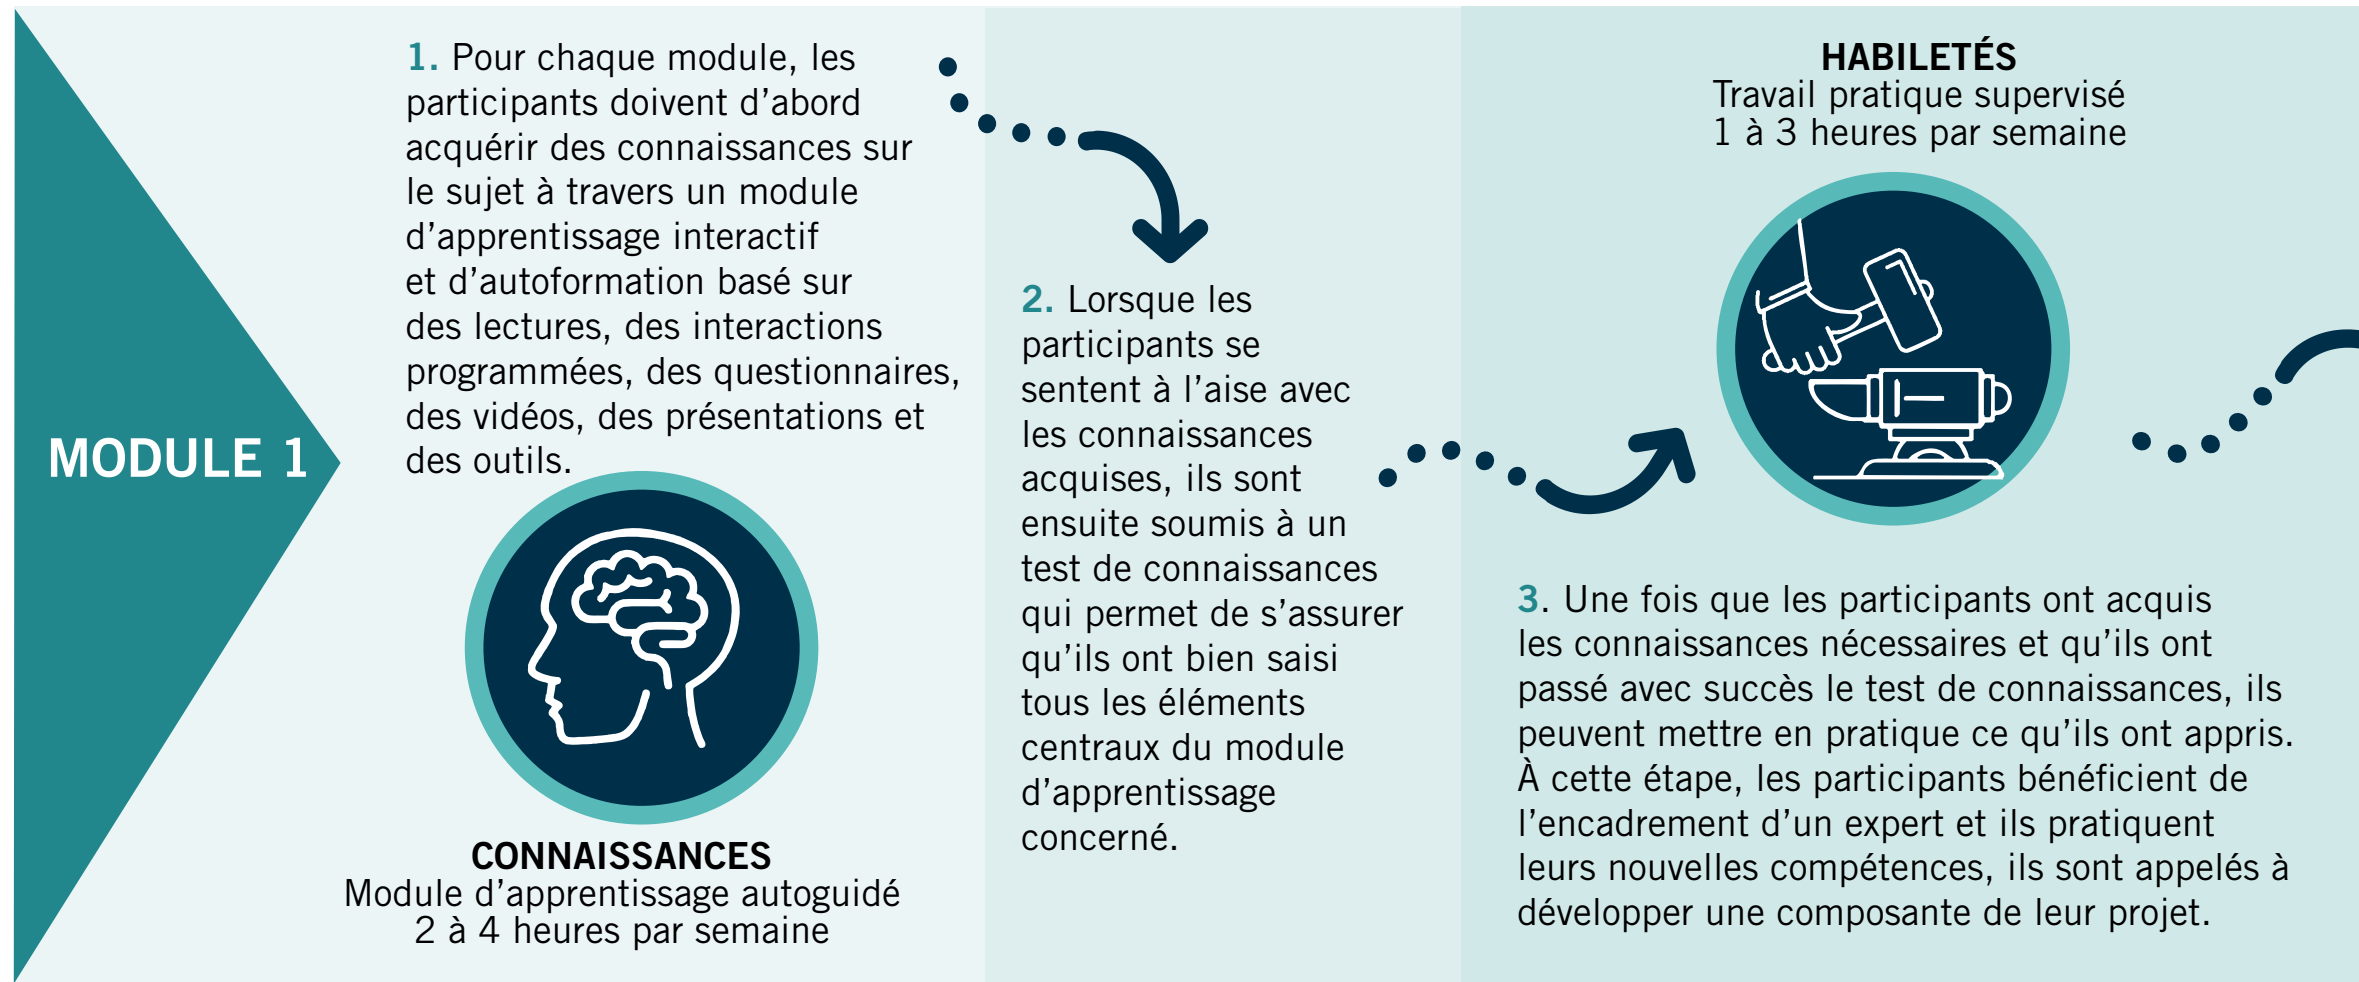 MODULE 1
1. Pour chaque module, les
participants doivent d’abord
acquérir des connaissances sur
le sujet à travers un module
d’apprentissage interactif
et d’autoformation basé sur
des lectures, des interactions
programmées, des questionnaires,
des vidéos, des présentations et
des outils.
CONNAISSANCES
Module d’apprentissage autoguidé
2 à 4 heures par semaine
2. Lorsque les
participants se
sentent à l’aise avec
les connaissances
acquises, ils sont
ensuite soumis à un
test de connaissances
qui permet de s’assurer
qu’ils ont bien saisi
tous les éléments
centraux du module
d’apprentissage
concerné.
HABILETÉS
Travail pratique supervisé
1 à 3 heures par semaine
3. Une fois que les participants ont acquis
les connaissances nécessaires et qu’ils ont
passé avec succès le test de connaissances, ils
peuvent mettre en pratique ce qu’ils ont appris.
À cette étape, les participants bénéficient de
l’encadrement d’un expert et ils pratiquent
leurs nouvelles compétences, ils sont appelés à
développer une composante de leur projet.